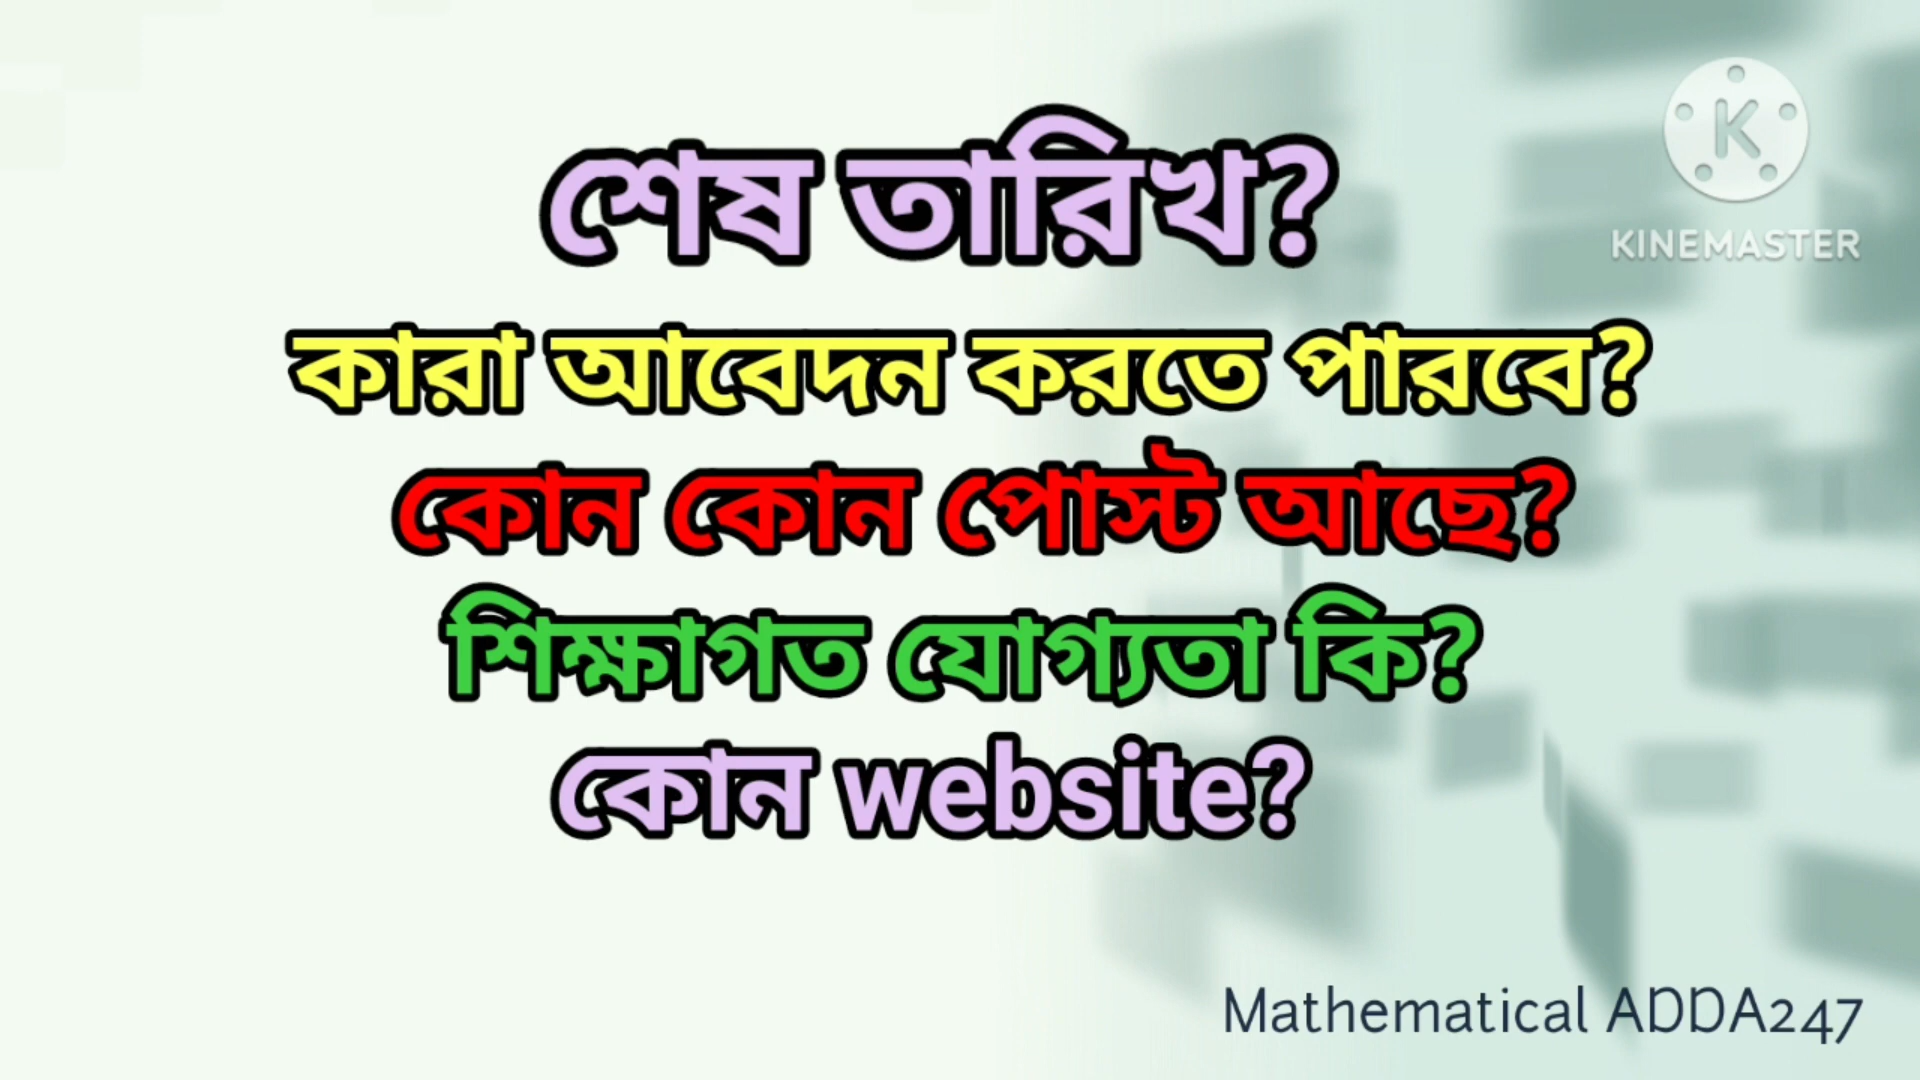 শেষ তারিখ?
KINEMASTER
কারা আবেদন করতে পারবে?
কোন কোন পোস্ট আছে?
শিক্ষাগত যোগ্যতা কি?
কোন website?
Mathematical ADDA247